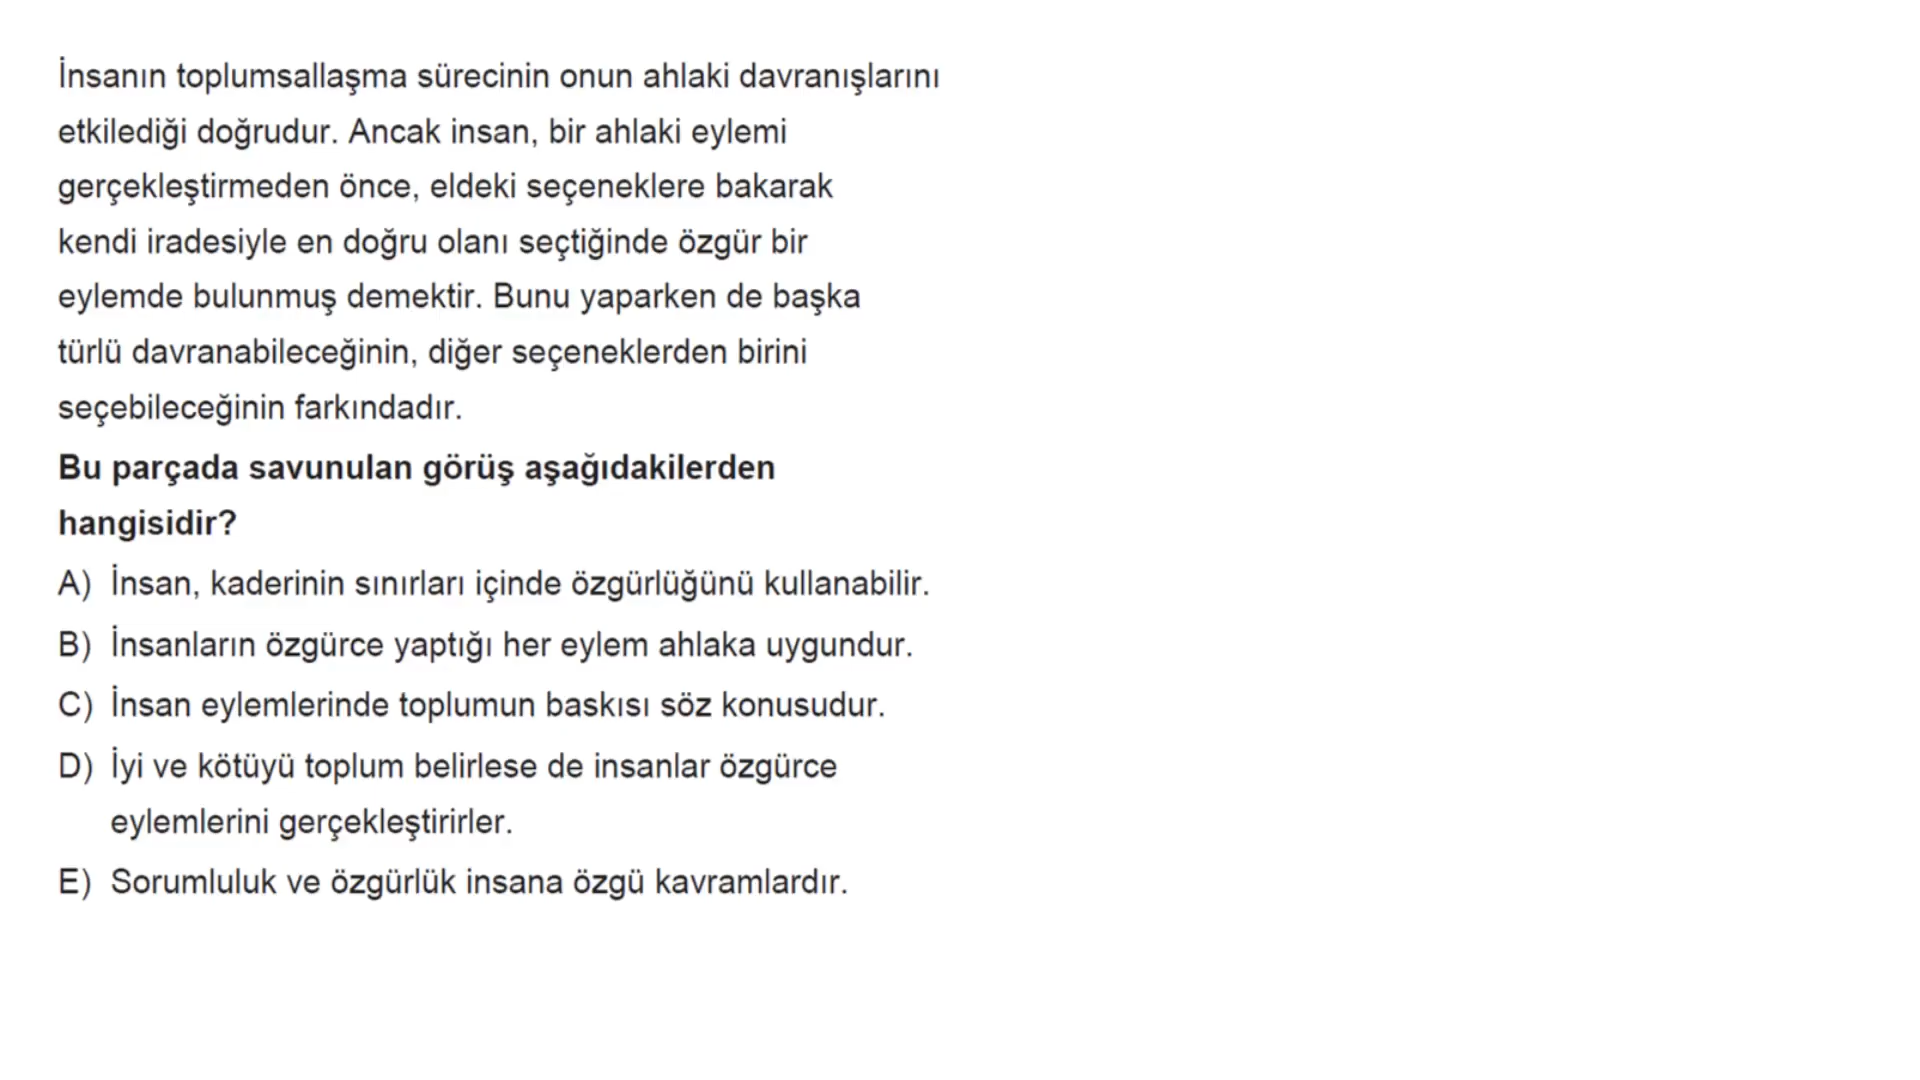 İnsanın toplumsallaşma sürecinin onun ahlaki davranışlarını
etkilediği doğrudur. Ancak insan, bir ahlaki eylemi
gerçekleştirmeden önce, eldeki seçeneklere bakarak
kendi iradesiyle en doğru olanı seçtiğinde özgür bir
eylemde bulunmuş demektir. Bunu yaparken de başka
türlü davranabileceğinin, diğer seçeneklerden birini
seçebileceğinin farkındadır.
Bu parçada savunulan görüş aşağıdakilerden
hangisidir?
A) İnsan, kaderinin sınırları içinde özgürlüğünü kullanabilir.
B) İnsanların özgürce yaptığı her eylem ahlaka uygundur.
C) İnsan eylemlerinde toplumun baskısı söz konusudur.
D) İyi ve kötüyü toplum belirlese de insanlar özgürce
eylemlerini gerçekleştirirler.
E) Sorumluluk ve özgürlük insana özgü kavramlardır.